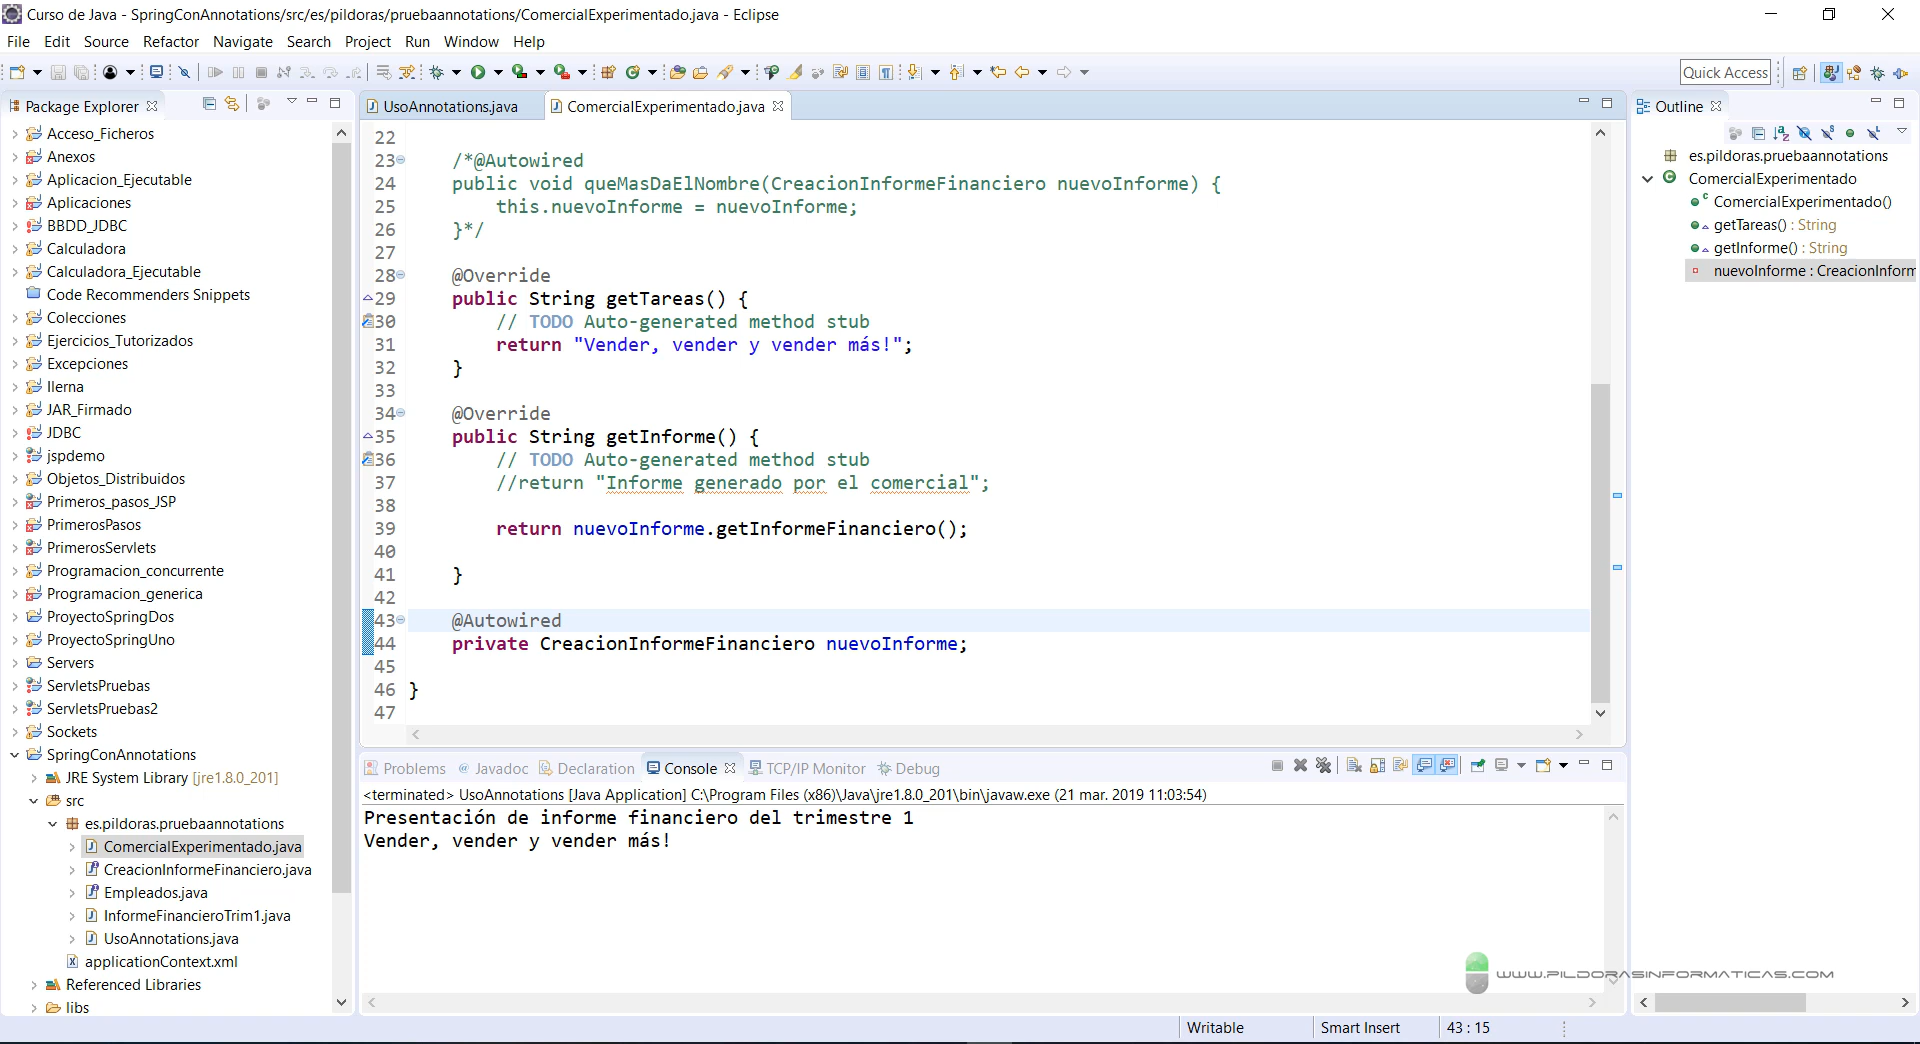 Curso de Java - SpringConAnnotations/src/es/pildoras/pruebaannotations/ComercialExperimentado.java - Eclipse
File Edit Source Refactor Navigate Search Project Run Window Help
Quick Access
Package Explorer
Acceso_Ficheros
Anexos
Aplicacion_Ejecutable
Aplicaciones
BBDD_JDBC
Calculadora
Calculadora_Ejecutable
Code Recommenders Snippets
Colecciones
Ejercicios_Tutorizados
Excepciones
Ilerna
JAR_Firmado
JDBC
jspdemo
Objetos_Distribuidos
Primeros_pasos_JSP
PrimerosPasos
PrimerosServlets
Programacion_concurrente
Programacion_generica
ProyectoSpringDos
ProyectoSpringUno
Servers
ServletsPruebas
ServletsPruebas2
Sockets
SpringConAnnotations
JRE System Library [jre1.8.0_201]
src
es.pildoras.pruebaannotations
ComercialExperimentado.java
CreacionInformeFinanciero.java
Empleados.java
InformeFinancieroTrim1.java
UsoAnnotations.java
applicationContext.xml
Referenced Libraries
libs
UsoAnnotations.java ComercialExperimentado.java
22
23 /*@Autowired
24 public void queMasDaElNombre(CreacionInformeFinanciero nuevoInforme) {
25 this.nuevoInforme = nuevoInforme;
26 }*/
27
28 @Override
29 public String getTareas() {
30 // TODO Auto-generated method stub
31 return "Vender, vender y vender más!";
32 }
33
34 @Override
35 public String getInforme() {
36 // TODO Auto-generated method stub
37 //return "Informe generado por el comercial";
38
39 return nuevoInforme.getInformeFinanciero();
40
41 }
42
43 @Autowired
44 private CreacionInformeFinanciero nuevoInforme;
45
46 }
47
Problems @ Javadoc Declaration Console TCP/IP Monitor Debug
<terminated> UsoAnnotations [Java Application] C:\Program Files (x86)\Java\jre1.8.0_201\bin\javaw.exe (21 mar. 2019 11:03:54)
Presentación de informe financiero del trimestre 1
Vender, vender y vender más!
Outline
es.pildoras.pruebaannotations
ComercialExperimentado
ComercialExperimentado()
getTareas() : String
getInforme() : String
nuevoInforme : CreacionInform
WWW.PILDORASINFORMATICAS.COM
Writable Smart Insert 43 : 15